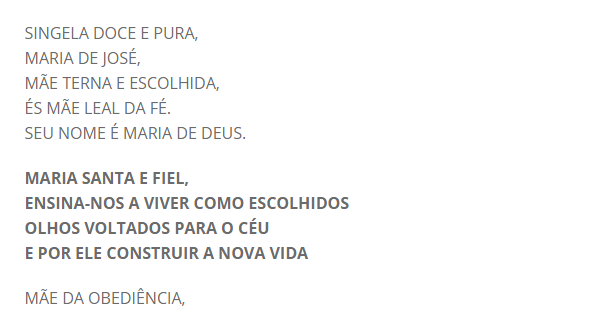 SINGELA DOCE E PURA,
MARIA DE JOSÉ,
MÃE TERNA E ESCOLHIDA,
ÉS MÃE LEAL DA FÉ.
SEU NOME É MARIA DE DEUS.
MARIA SANTA E FIEL,
ENSINA-NOS A VIVER COMO ESCOLHIDOS
OLHOS VOLTADOS PARA O CÉU
E POR ELE CONSTRUIR A NOVA VIDA
MÃE DA OBEDIÊNCIA,